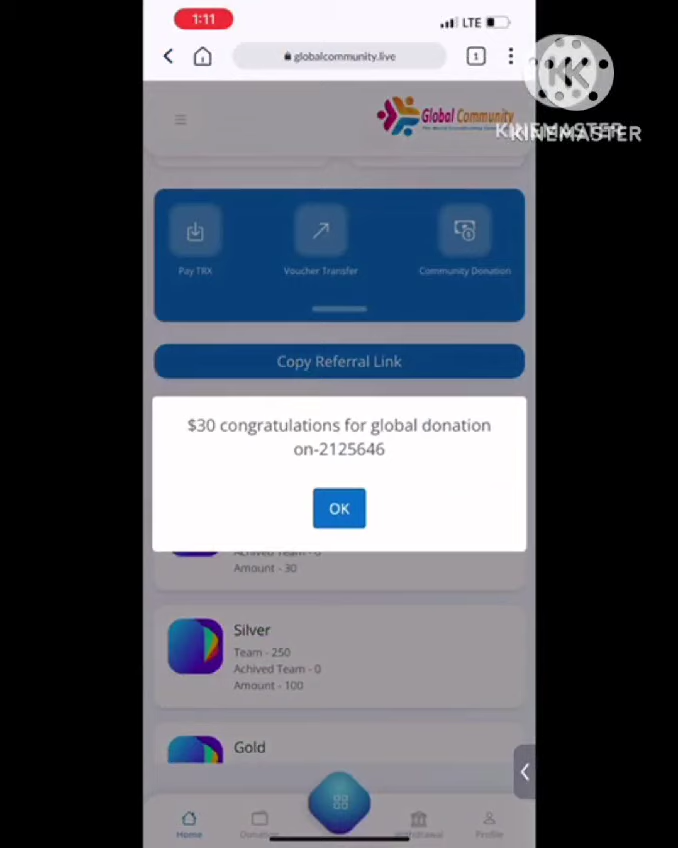 1:11
LTE
globalcommunity.live
1
Global Community
KINEMASTER
KINEMASTER
Pay TRX
Voucher Transfer
Community Donation
Copy Referral Link
$30 congratulations for global donation
on-2125646
OK
Achived Team - 0
Amount - 30
Silver
Team - 250
Achived Team - 0
Amount - 100
Gold
Home
Profile